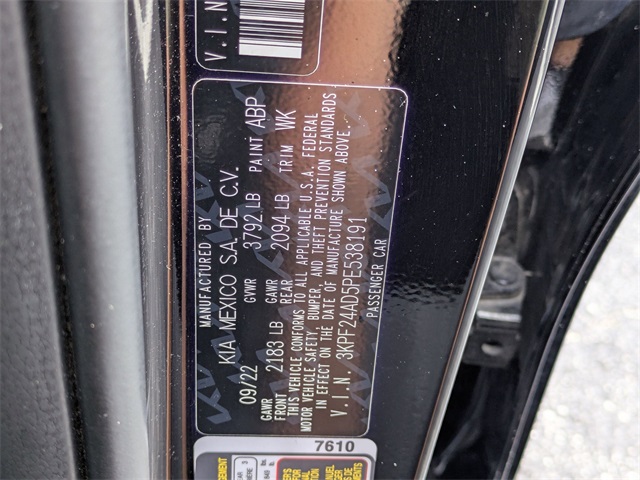 V.I.N
MANUFACTURED BY
KIA MEXICO S.A. DE C.V.
09/22 GVWR 3792 LB PAINT ABP
GAWR FRONT 2183 LB GAWR REAR 2094 LB TRIM WK
THIS VEHICLE CONFORMS TO ALL APPLICABLE U.S.A. FEDERAL
MOTOR VEHICLE SAFETY, BUMPER, AND THEFT PREVENTION STANDARDS
IN EFFECT ON THE DATE OF MANUFACTURE SHOWN ABOVE.
V.I.N. 3KPF24AD5PE538191
PASSENGER CAR
7610